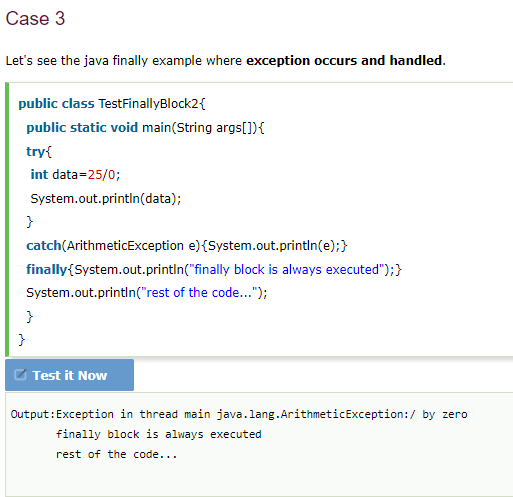 Case 3
Let's see the java finally example where exception occurs and handled.
public class TestFinallyBlock2{
public static void main(String args[]){
try{
int data=25/0;
System.out.println(data);
}
catch(ArithmeticException e){System.out.println(e);}
finally{System.out.println("finally block is always executed");}
System.out.println("rest of the code...");
}
}
Test it Now
Output:Exception in thread main java.lang.ArithmeticException:/ by zero
finally block is always executed
rest of the code...